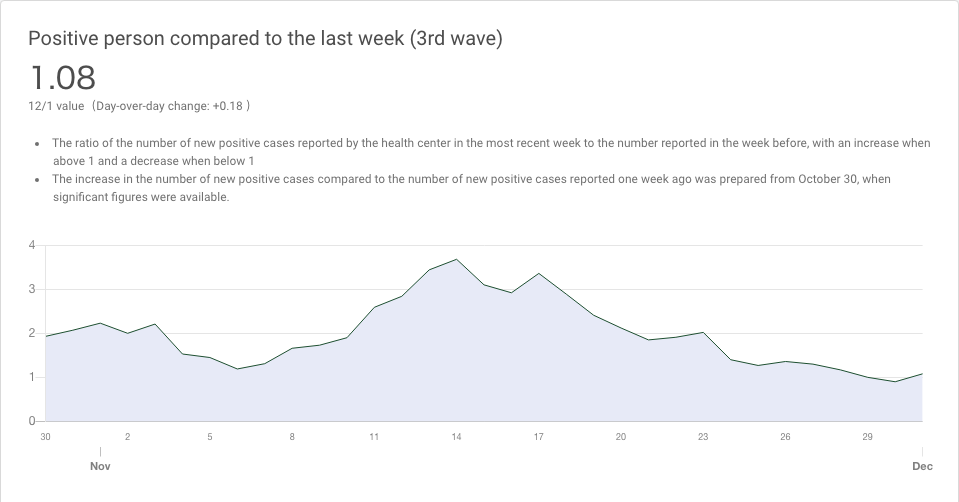 Positive person compared to the last week (3rd wave)
1.08
12/1 value （Day-over-day change: +0.18 ）
• The ratio of the number of new positive cases reported by the health center in the most recent week to the number reported in the week before, with an increase when
above 1 and a decrease when below 1
• The increase in the number of new positive cases compared to the number of new positive cases reported one week ago was prepared from October 30, when
significant figures were available.
4
3
2
1
0
30 2 5 8 11 14 17 20 23 26 29
Nov Dec